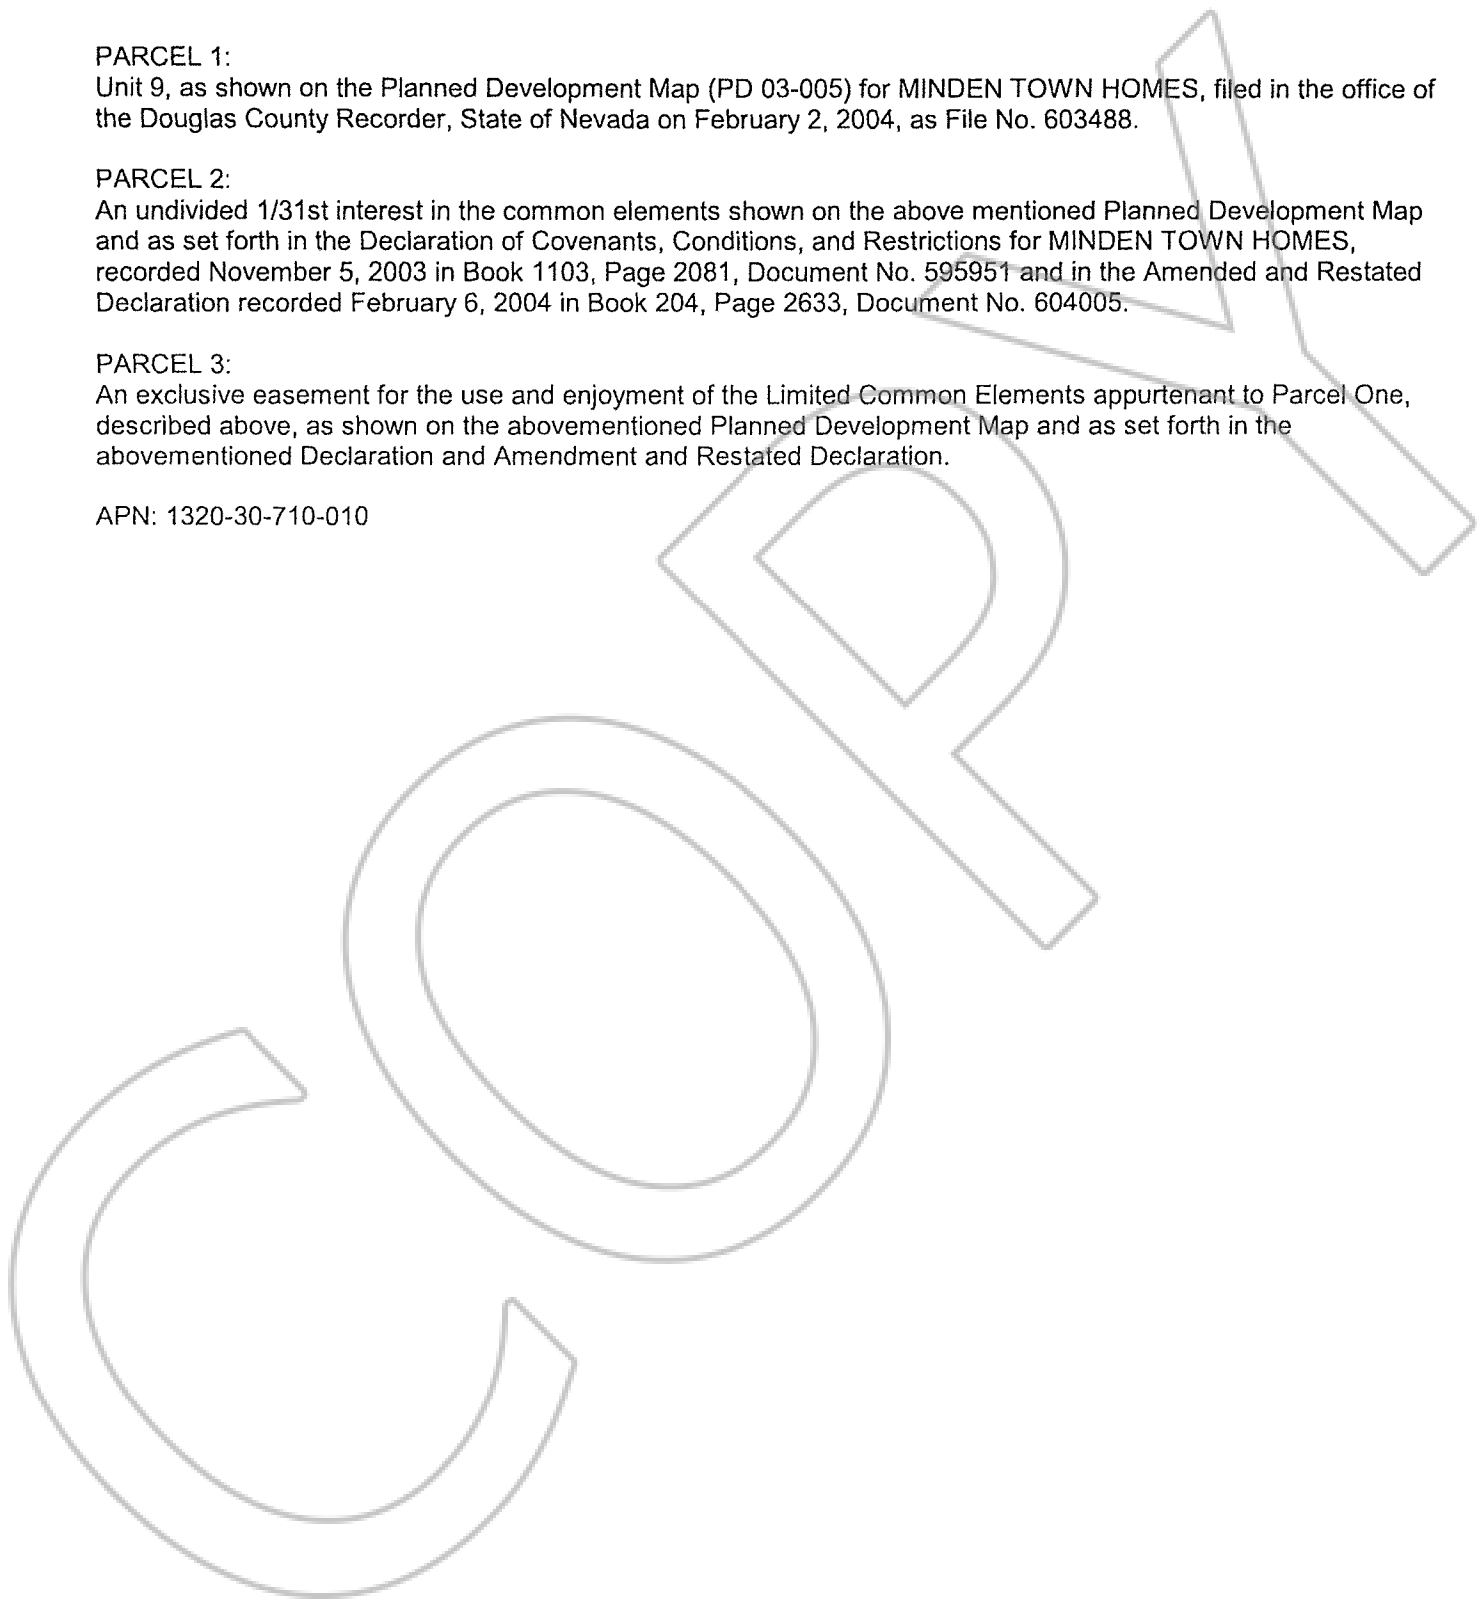 PARCEL 1:
Unit 9, as shown on the Planned Development Map (PD 03-005) for MINDEN TOWN HOMES, filed in the office of
the Douglas County Recorder, State of Nevada on February 2, 2004, as File No. 603488.
PARCEL 2:
An undivided 1/31st interest in the common elements shown on the above mentioned Planned Development Map
and as set forth in the Declaration of Covenants, Conditions, and Restrictions for MINDEN TOWN HOMES,
recorded November 5, 2003 in Book 1103, Page 2081, Document No. 595951 and in the Amended and Restated
Declaration recorded February 6, 2004 in Book 204, Page 2633, Document No. 604005.
PARCEL 3:
An exclusive easement for the use and enjoyment of the Limited Common Elements appurtenant to Parcel One,
described above, as shown on the abovementioned Planned Development Map and as set forth in the
abovementioned Declaration and Amendment and Restated Declaration.
APN: 1320-30-710-010
COPY